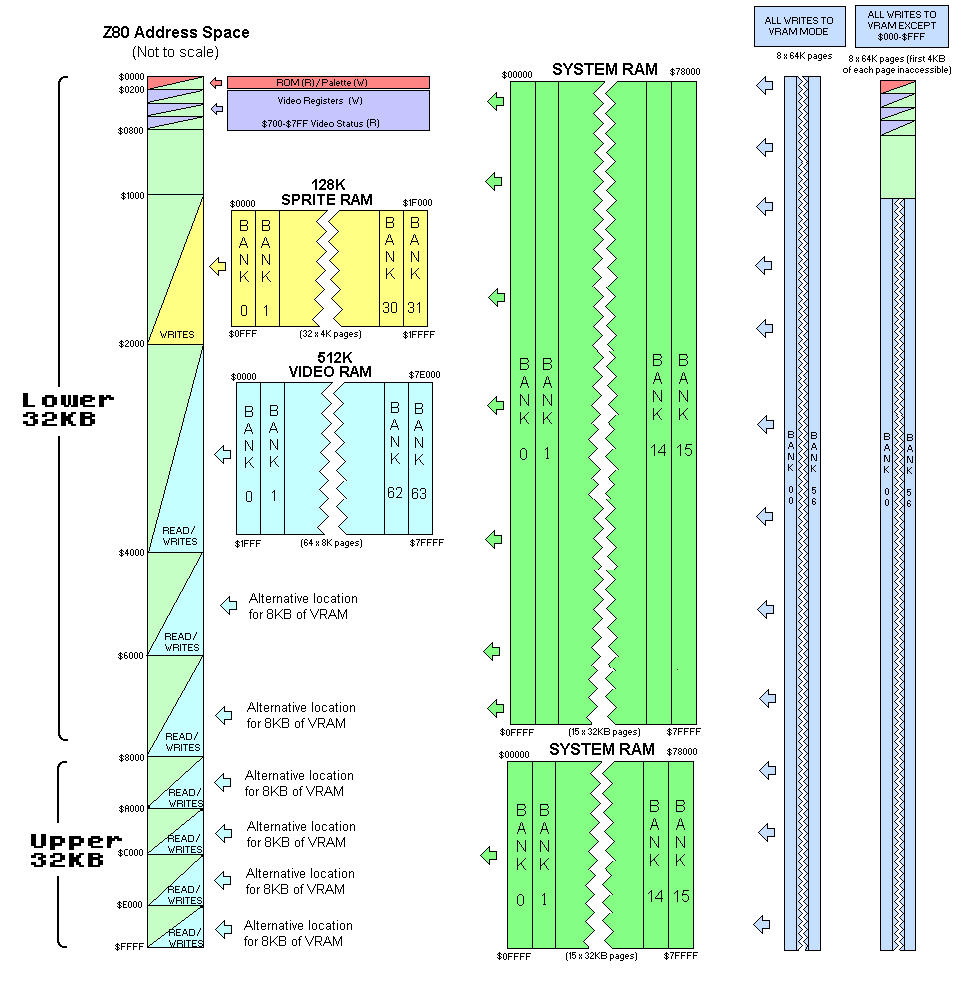 Z80 Address Space
(Not to scale)
$0000
$0200
$0800
$1000
$2000
$4000
$6000
$8000
$A000
$C000
$E000
$FFFF
Lower
32KB
Upper
32KB
ROM (R) / Palette (W)
Video Registers (W)
$700-$7FF Video Status (R)
WRITES
READ/
WRITES
READ/
WRITES
READ/
WRITES
READ/
WRITES
READ/
WRITES
READ/
WRITES
READ/
WRITES
128K
SPRITE RAM
$0000
$1F000
BANK 0
BANK 1
BANK 30
BANK 31
$0FFF
(32 x 4K pages)
$1FFFF
512K
VIDEO RAM
$0000
$7E000
BANK 0
BANK 1
BANK 62
BANK 63
$1FFF
(64 x 8K pages)
$7FFFF
Alternative location
for 8KB of VRAM
Alternative location
for 8KB of VRAM
Alternative location
for 8KB of VRAM
Alternative location
for 8KB of VRAM
Alternative location
for 8KB of VRAM
Alternative location
for 8KB of VRAM
SYSTEM RAM
$00000
$78000
BANK 0
BANK 1
BANK 14
BANK 15
$0FFFF
(15 x 32KB pages)
$7FFFF
SYSTEM RAM
$00000
$78000
BANK 0
BANK 1
BANK 14
BANK 15
$0FFFF
(15 x 32KB pages)
$7FFFF
ALL WRITES TO
VRAM MODE
8 x 64K pages
BANK 00
BANK 56
ALL WRITES TO
VRAM EXCEPT
$000-$FFF
8 x 64K pages (first 4KB
of each page inaccessible)
BANK 00
BANK 56